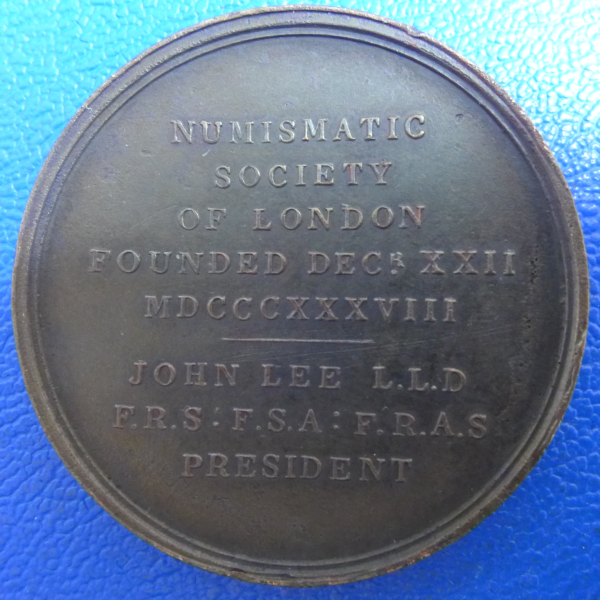 NUMISMATIC
SOCIETY
OF LONDON
FOUNDED DECR. XXII
MDCCCXXXVIII
JOHN LEE L.L.D
F.R.S: F.S.A: F.R.A.S
PRESIDENT